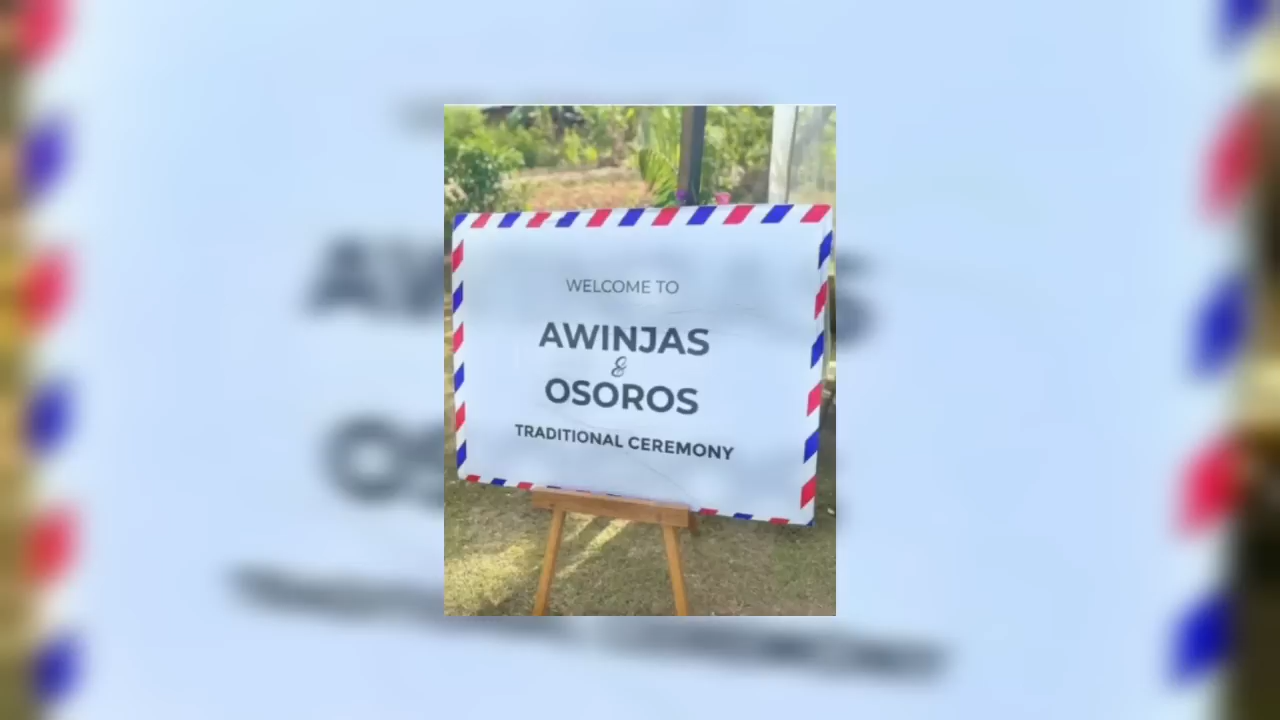 WELCOME TO
AWINJAS
&
OSOROS
TRADITIONAL CEREMONY